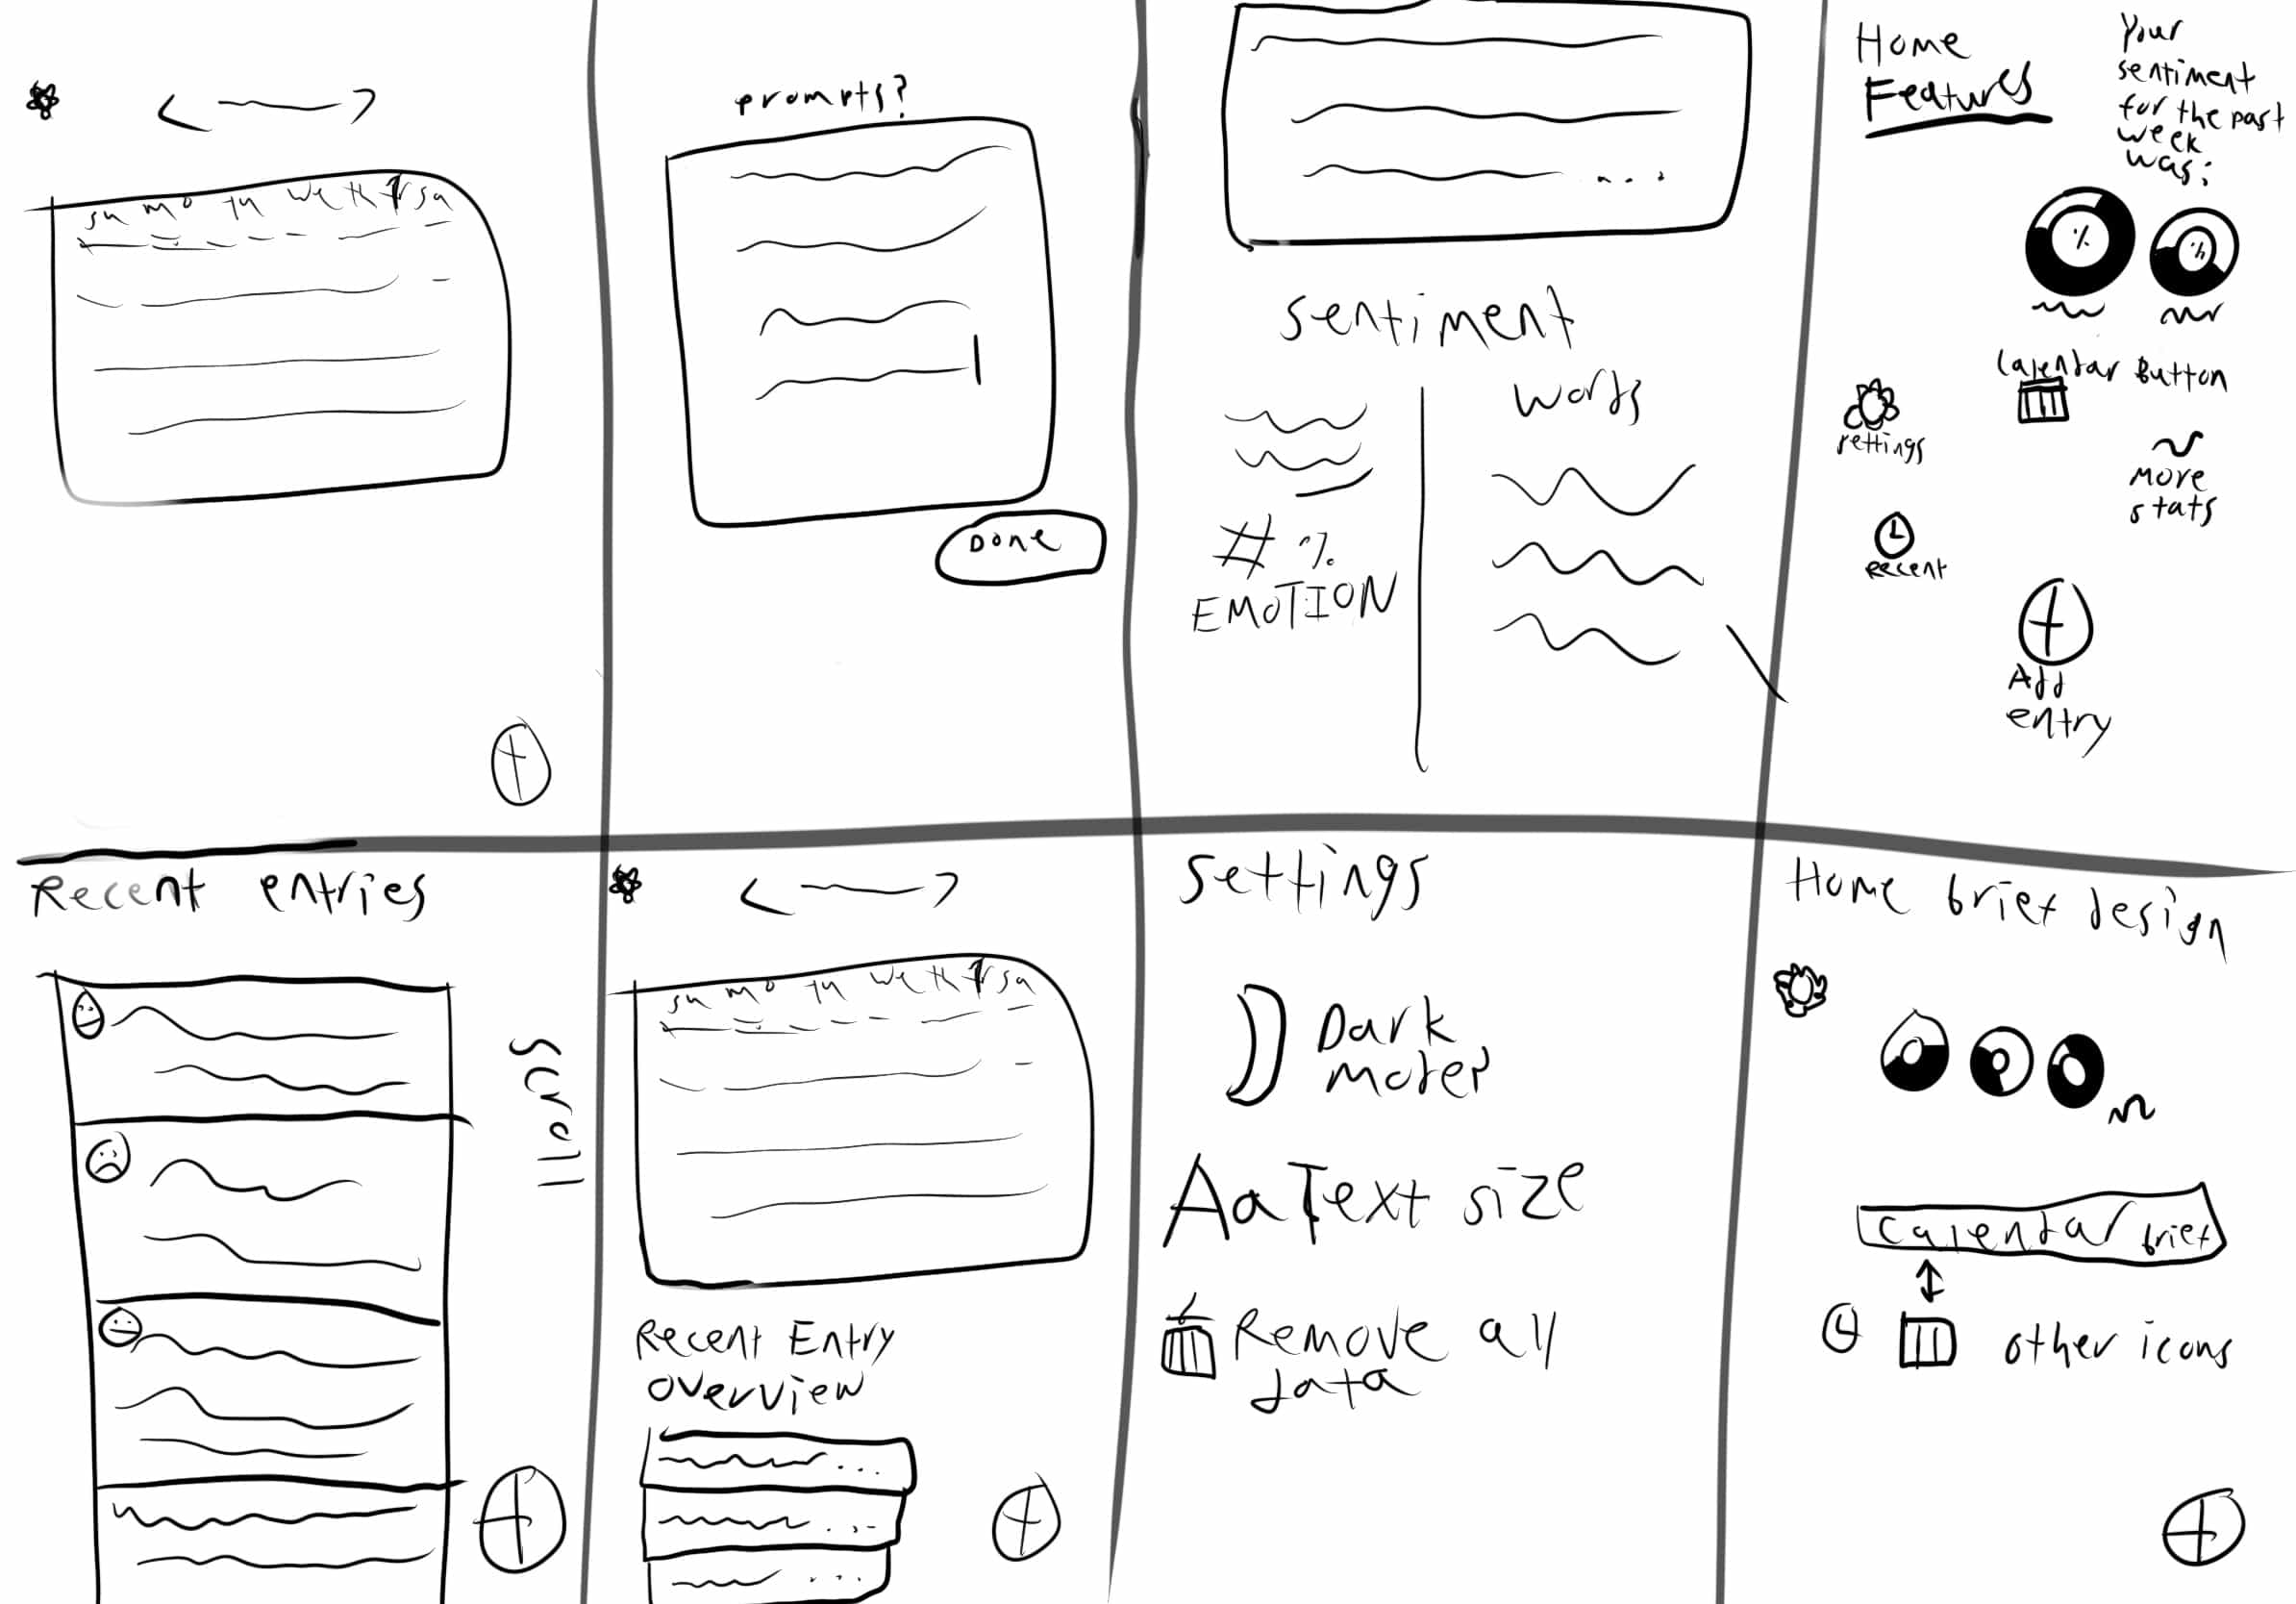 su mo tu we th fr sa
prompts?
Done
Sentiment
# %
EMOTION
words
Home
Features
Your
sentiment
for the past
week
was:
%
%
Calendar Button
settings
More
stats
Recent
Add
entry
Recent entries
scroll
su mo tu we th fr sa
Recent Entry
overview
Settings
Dark
Aa Text size
Remove all
data
Home brief design
Calendar brief
other icons